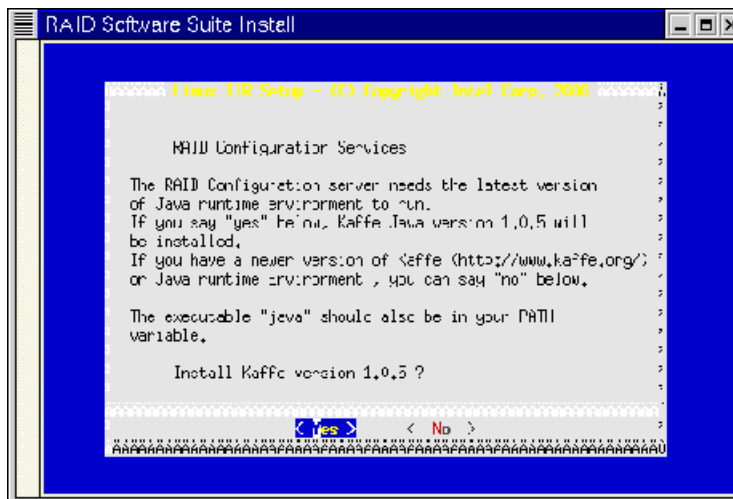 RAID Software Suite Install
Linux IIR Setup - (C) Copyright Intel Corp. 2000
RAID Configuration Services
The RAID Configuration server needs the latest version
of Java runtime environment to run.
If you say "yes" below, Kaffe Java version 1.0.5 will
be installed.
If you have a newer version of Kaffe (http://www.kaffe.org/)
or Java runtime environment , you can say "no" below.
The executable "java" should also be in your PATH
variable.
Install Kaffe version 1.0.5 ?
< Yes > < No >